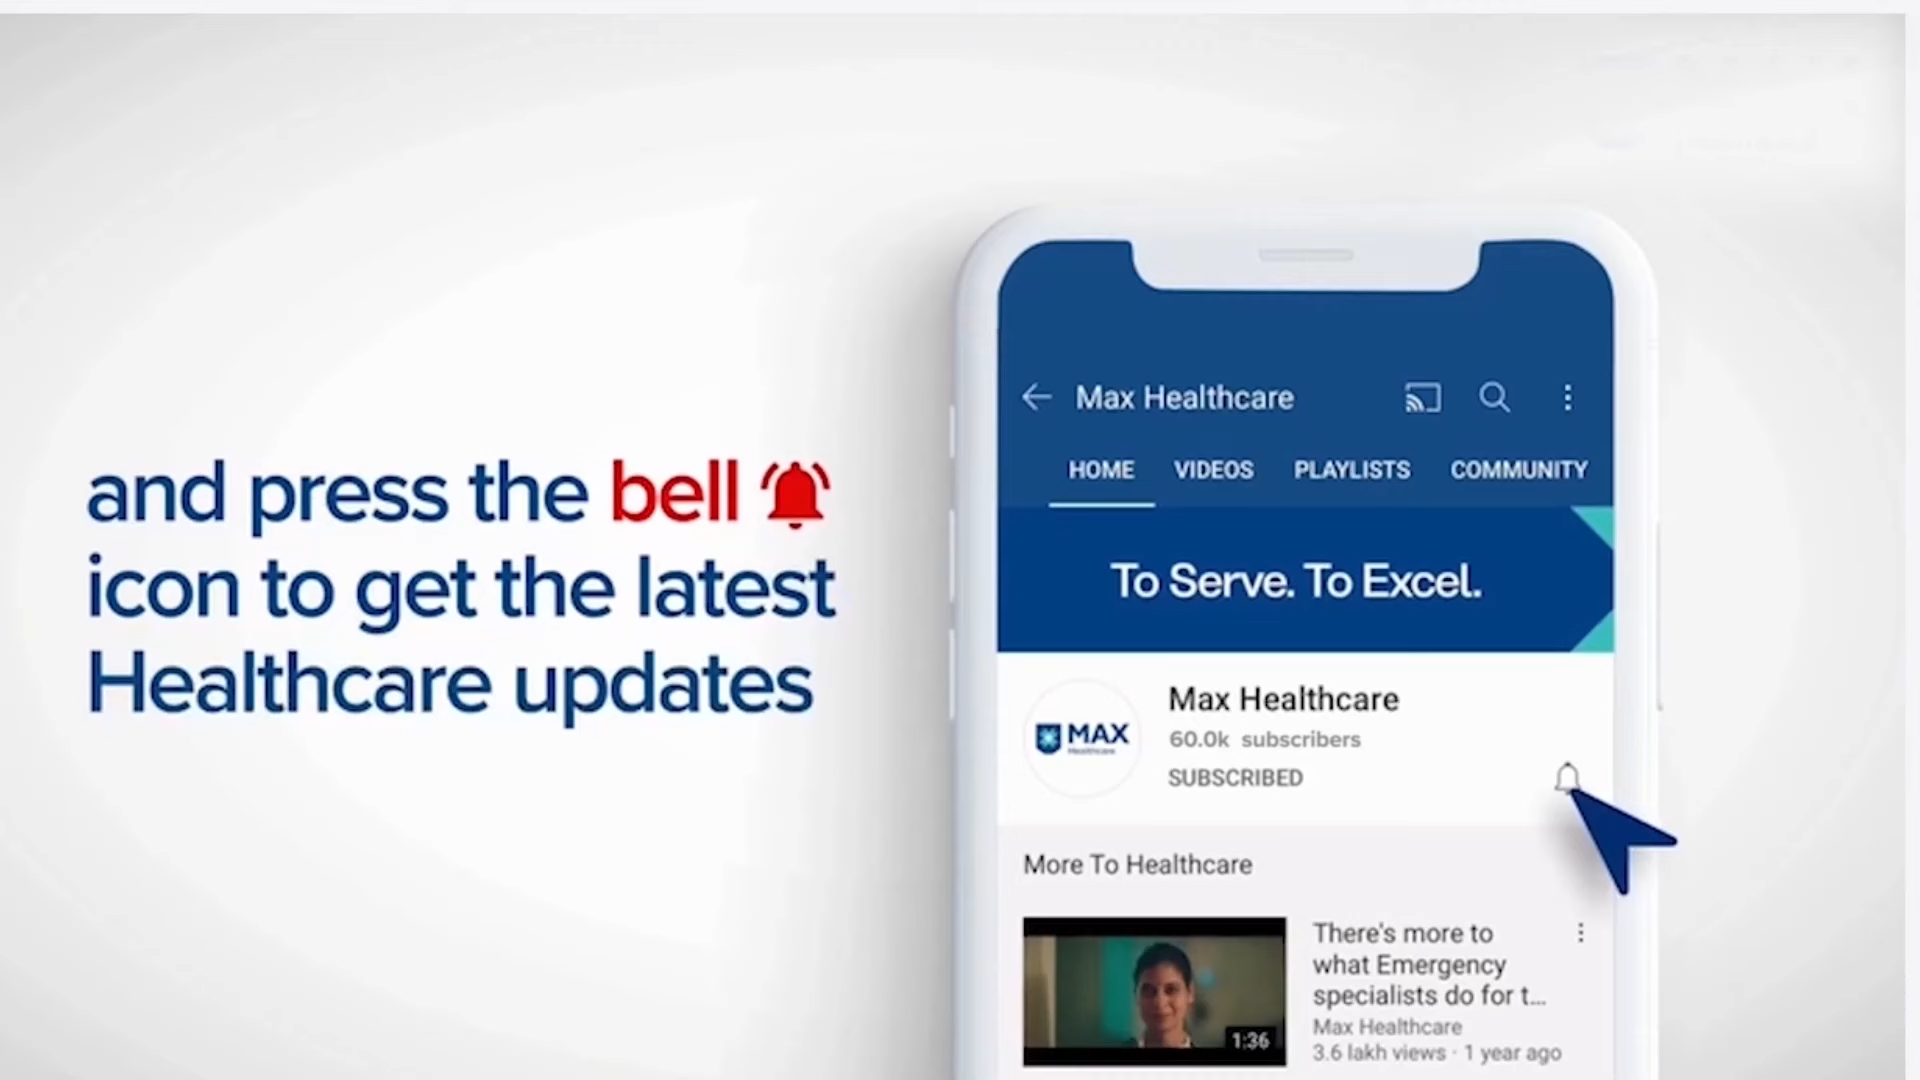 and press the bell
icon to get the latest
Healthcare updates
Max Healthcare
HOME VIDEOS PLAYLISTS COMMUNITY
To Serve. To Excel.
MAX
Healthcare
Max Healthcare
60.0k subscribers
SUBSCRIBED
More To Healthcare
There's more to
what Emergency
specialists do for t...
Max Healthcare
3.6 lakh views · 1 year ago
1:36